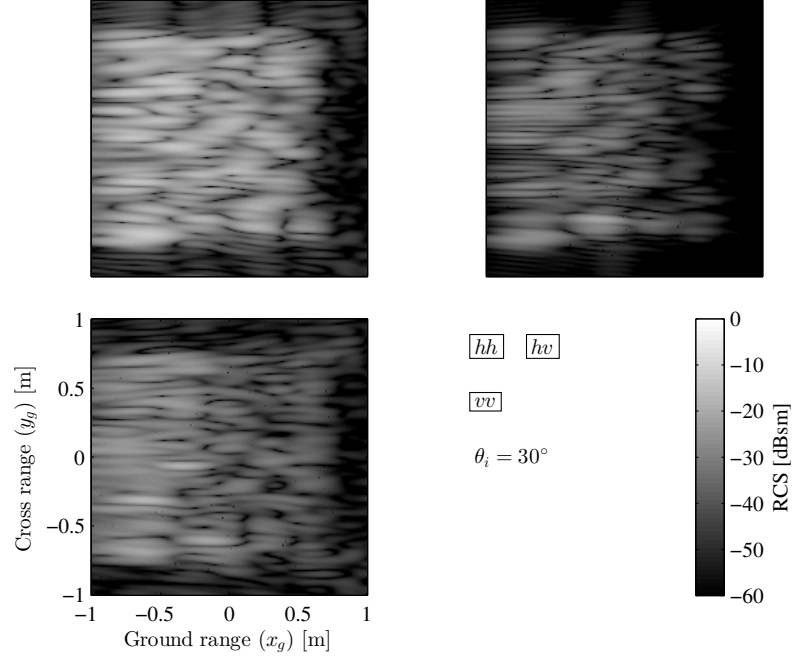 1
0.5
0
−0.5
−1
−1
−0.5
0
0.5
1
Cross range (y_g) [m]
Ground range (x_g) [m]
hh hv
vv
θ_i = 30°
0
−10
−20
−30
−40
−50
−60
RCS [dBsm]